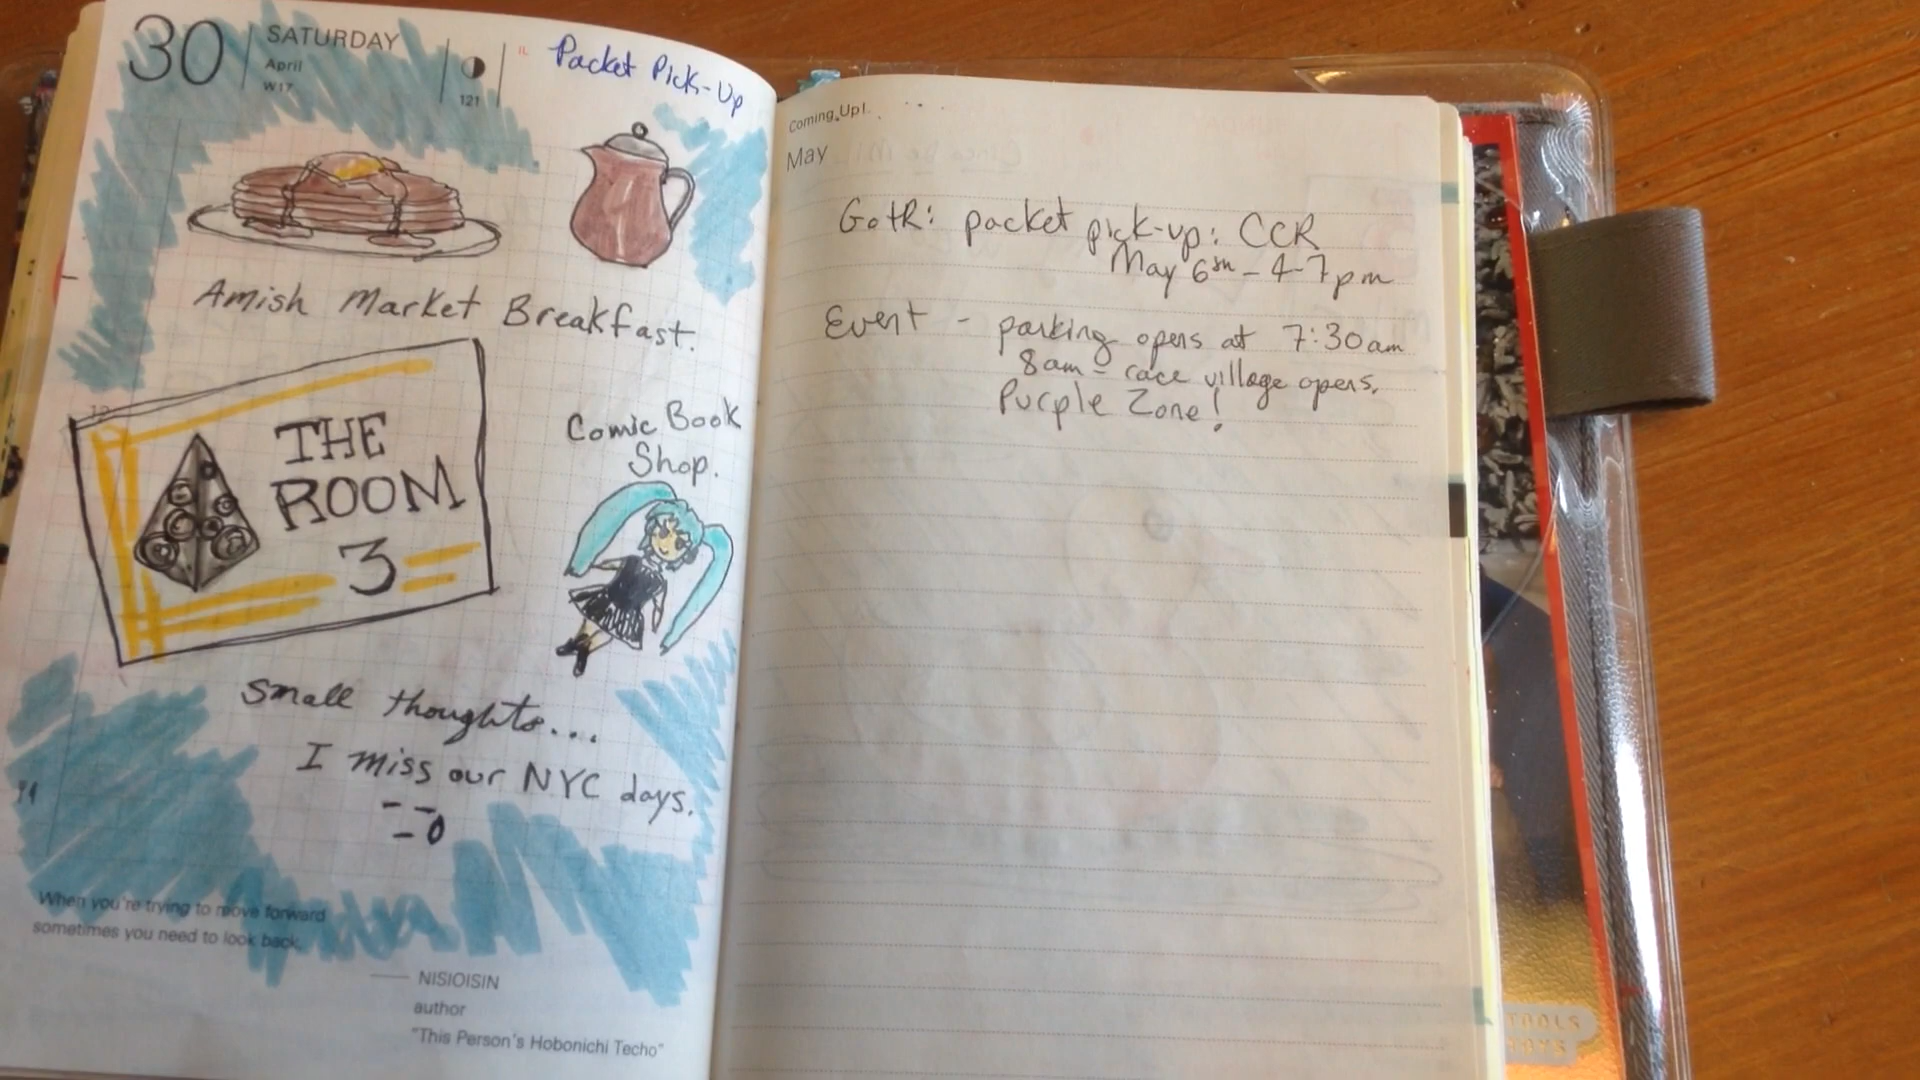 30
SATURDAY
April
W17
121
Packet Pick-Up
Amish Market Breakfast.
12
THE
ROOM
3
Comic Book
Shop.
Small thoughts...
I miss our NYC days.
When you're trying to move forward
sometimes you need to look back.
NISIOISIN
author
"This Person's Hobonichi Techo"
Coming Up!
May
GotR: packet pick-up: CCR
May 6th - 4-7pm
Event - parking opens at 7:30am
8am - race village opens.
Purple Zone!
TOOLS
TOYS